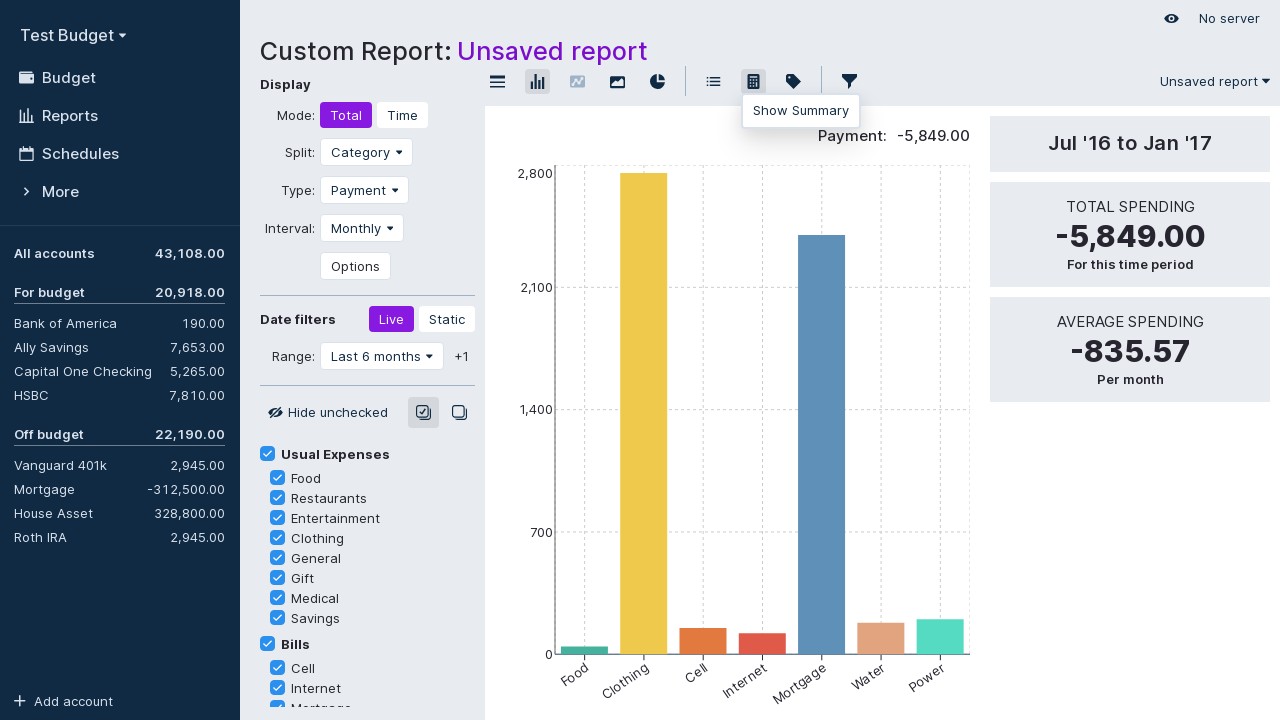 Test Budget
Budget
Reports
Schedules
More
All accounts 43,108.00
For budget 20,918.00
Bank of America 190.00
Ally Savings 7,653.00
Capital One Checking 5,265.00
HSBC 7,810.00
Off budget 22,190.00
Vanguard 401k 2,945.00
Mortgage -312,500.00
House Asset 328,800.00
Roth IRA 2,945.00
Add account
No server
Custom Report: Unsaved report
Display
Mode: Total Time
Split: Category
Type: Payment
Interval: Monthly
Options
Date filters Live Static
Range: Last 6 months +1
Hide unchecked
Usual Expenses
Food
Restaurants
Entertainment
Clothing
General
Gift
Medical
Savings
Bills
Cell
Internet
Mortgage
Unsaved report
Show Summary
Payment: -5,849.00
2,800
2,100
1,400
700
0
Food
Clothing
Cell
Internet
Mortgage
Water
Power
Jul '16 to Jan '17
TOTAL SPENDING
-5,849.00
For this time period
AVERAGE SPENDING
-835.57
Per month